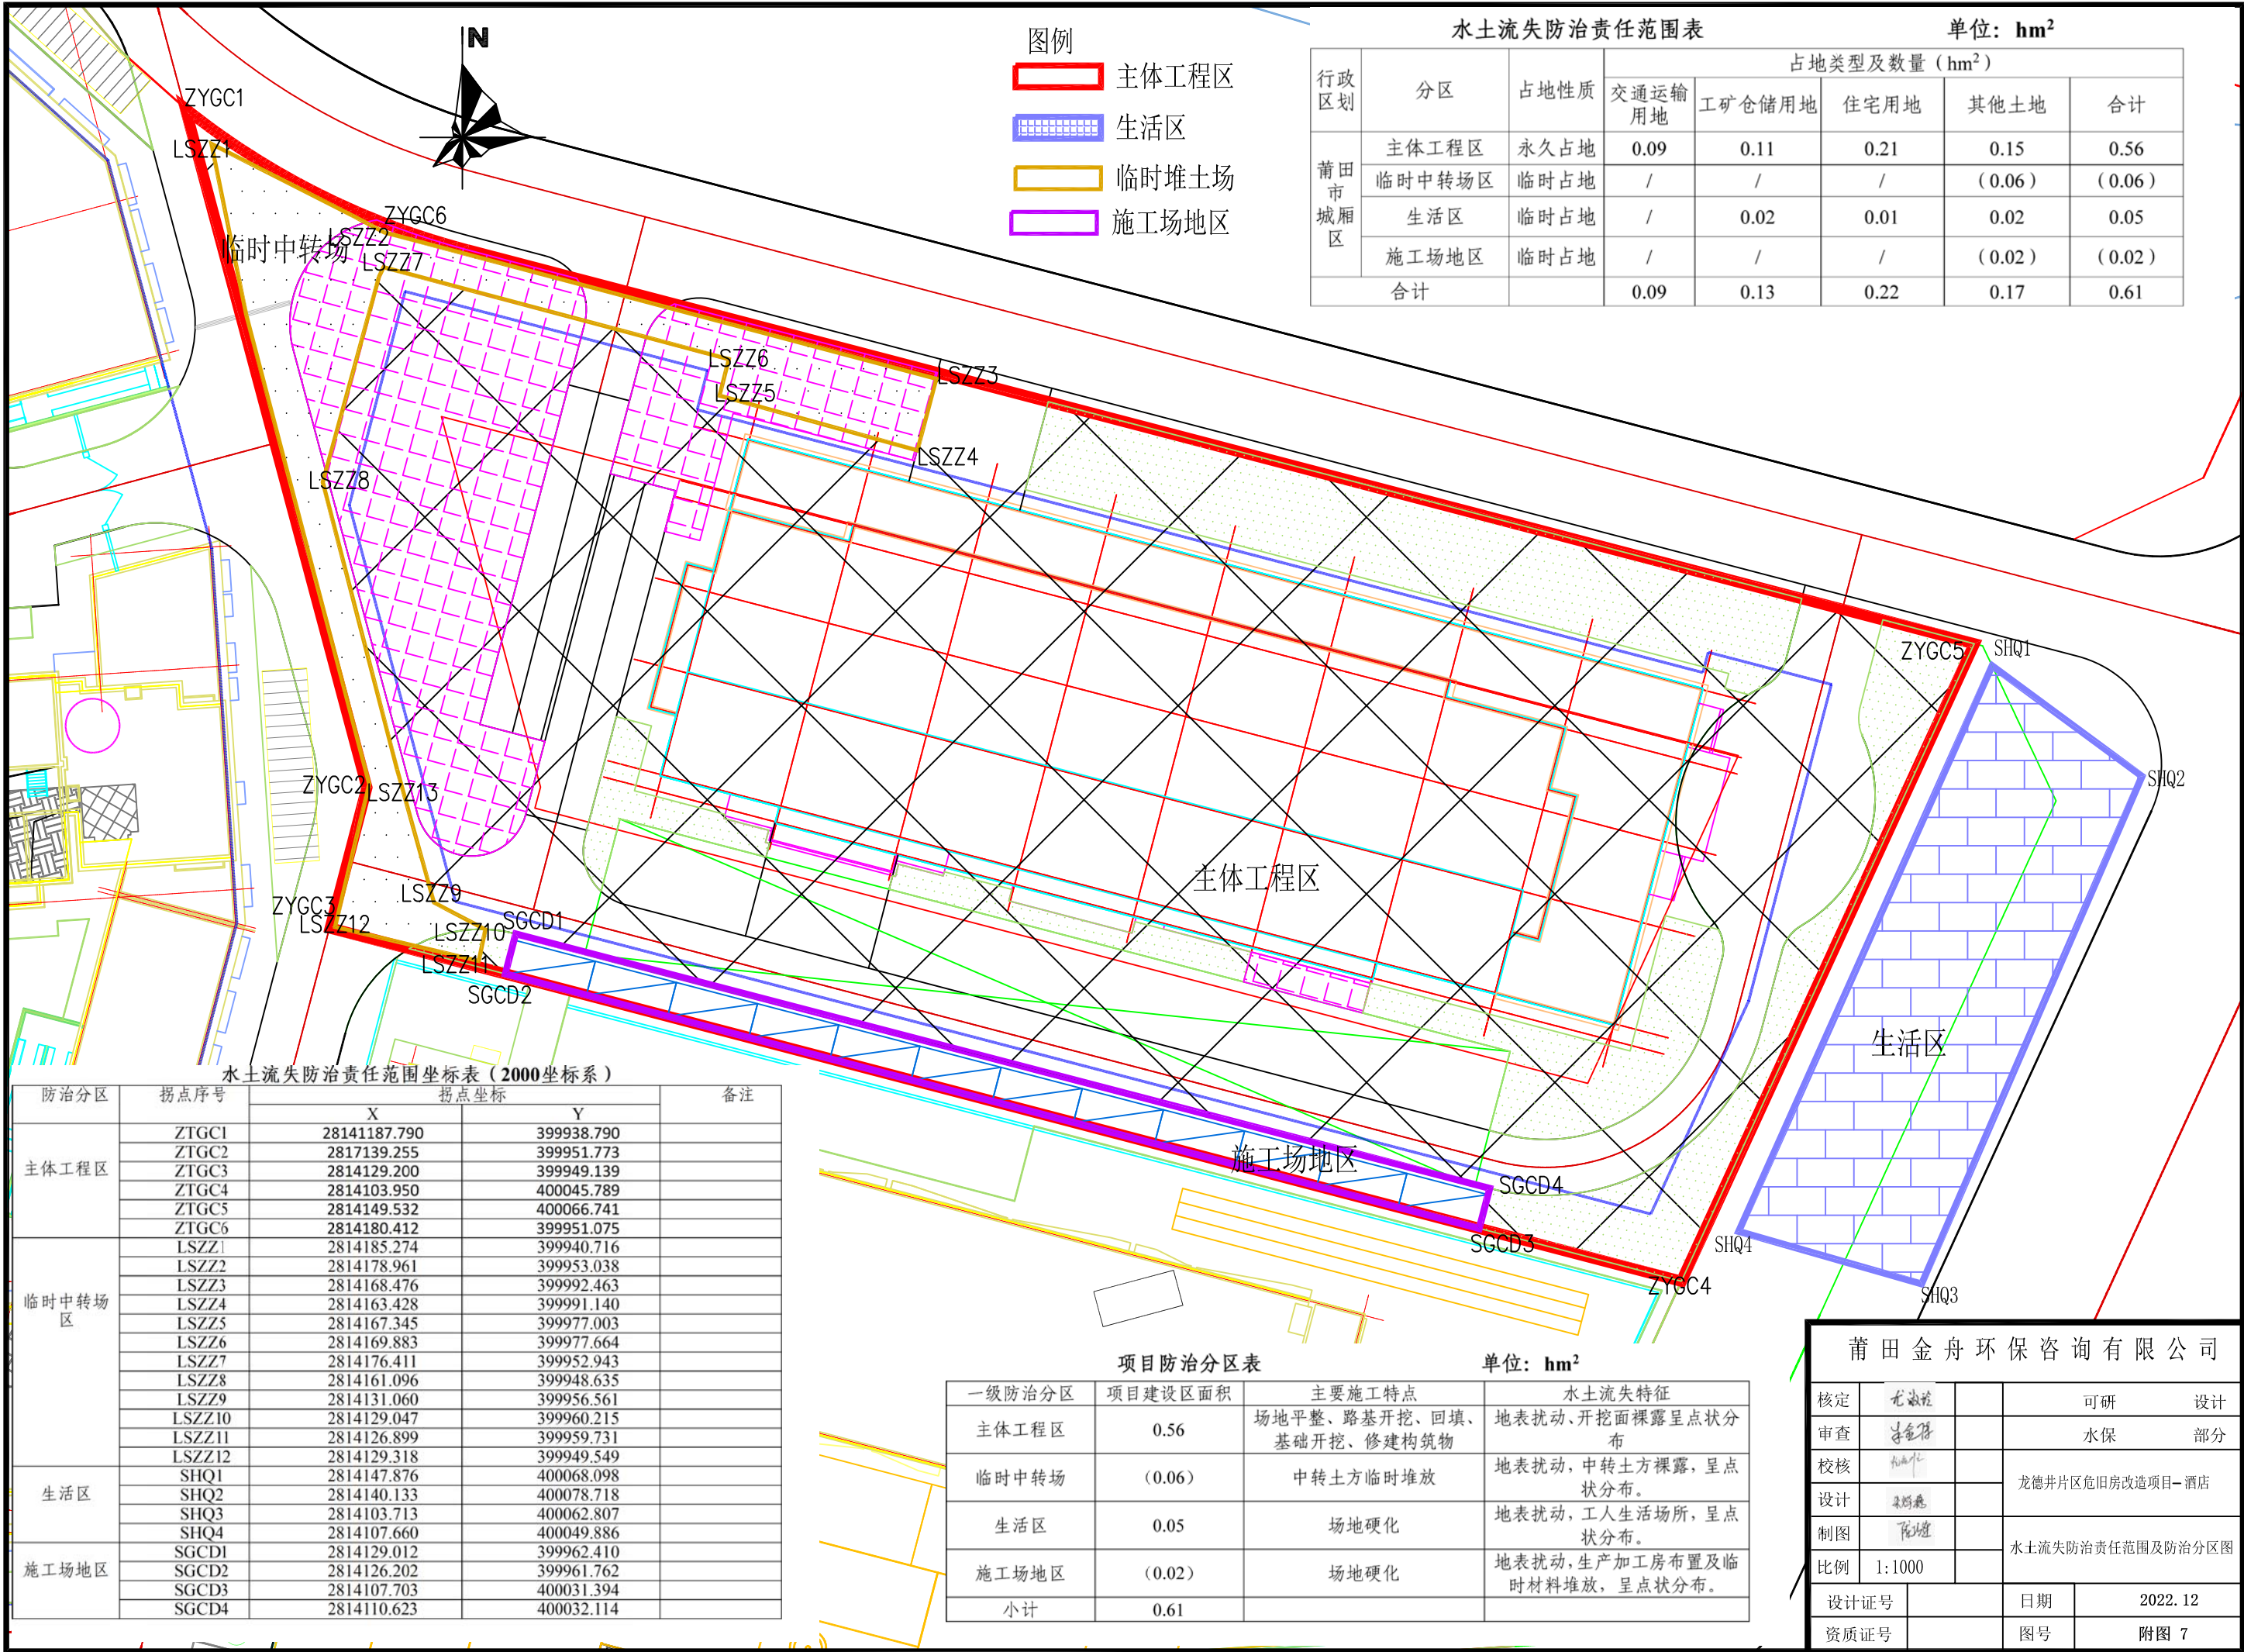 N
图例
主体工程区
生活区
临时堆土场
施工场地区
水土流失防治责任范围表 单位：hm²
行政区划 分区 占地性质 占地类型及数量（hm²）
交通运输用地 工矿仓储用地 住宅用地 其他土地 合计
莆田市城厢区
主体工程区 永久占地 0.09 0.11 0.21 0.15 0.56
临时中转场区 临时占地 / / / （0.06） （0.06）
生活区 临时占地 / 0.02 0.01 0.02 0.05
施工场地区 临时占地 / / / （0.02） （0.02）
合计 0.09 0.13 0.22 0.17 0.61
ZYGC1
LSZZ1
ZYGC6
LSZZ2
临时中转场
LSZZ7
LSZZ6
LSZZ3
LSZZ5
LSZZ4
LSZZ8
ZYGC5
SHQ1
ZYGC2
LSZZ13
SHQ2
主体工程区
LSZZ9
ZYGC3
LSZZ12
LSZZ10
SGCD1
LSZZ11
SGCD2
生活区
施工场地区
SGCD4
SGCD3
SHQ4
ZYGC4
SHQ3
水土流失防治责任范围坐标表（2000坐标系）
防治分区 拐点序号 拐点坐标 备注
X Y
主体工程区
ZTGC1 28141187.790 399938.790
ZTGC2 2817139.255 399951.773
ZTGC3 2814129.200 399949.139
ZTGC4 2814103.950 400045.789
ZTGC5 2814149.532 400066.741
ZTGC6 2814180.412 399951.075
临时中转场区
LSZZ1 2814185.274 399940.716
LSZZ2 2814178.961 399953.038
LSZZ3 2814168.476 399992.463
LSZZ4 2814163.428 399991.140
LSZZ5 2814167.345 399977.003
LSZZ6 2814169.883 399977.664
LSZZ7 2814176.411 399952.943
LSZZ8 2814161.096 399948.635
LSZZ9 2814131.060 399956.561
LSZZ10 2814129.047 399960.215
LSZZ11 2814126.899 399959.731
LSZZ12 2814129.318 399949.549
生活区
SHQ1 2814147.876 400068.098
SHQ2 2814140.133 400078.718
SHQ3 2814103.713 400062.807
SHQ4 2814107.660 400049.886
施工场地区
SGCD1 2814129.012 399962.410
SGCD2 2814126.202 399961.762
SGCD3 2814107.703 400031.394
SGCD4 2814110.623 400032.114
项目防治分区表 单位：hm²
一级防治分区 项目建设区面积 主要施工特点 水土流失特征
主体工程区 0.56 场地平整、路基开挖、回填、基础开挖、修建构筑物 地表扰动、开挖面裸露呈点状分布
临时中转场 （0.06） 中转土方临时堆放 地表扰动，中转土方裸露，呈点状分布。
生活区 0.05 场地硬化 地表扰动，工人生活场所，呈点状分布。
施工场地区 （0.02） 场地硬化 地表扰动，生产加工房布置及临时材料堆放，呈点状分布。
小计 0.61
莆田金舟环保咨询有限公司
核定 可研 设计
审查 水保 部分
校核
设计
龙德井片区危旧房改造项目-酒店
制图
水土流失防治责任范围及防治分区图
比例 1:1000
设计证号 日期 2022.12
资质证号 图号 附图 7